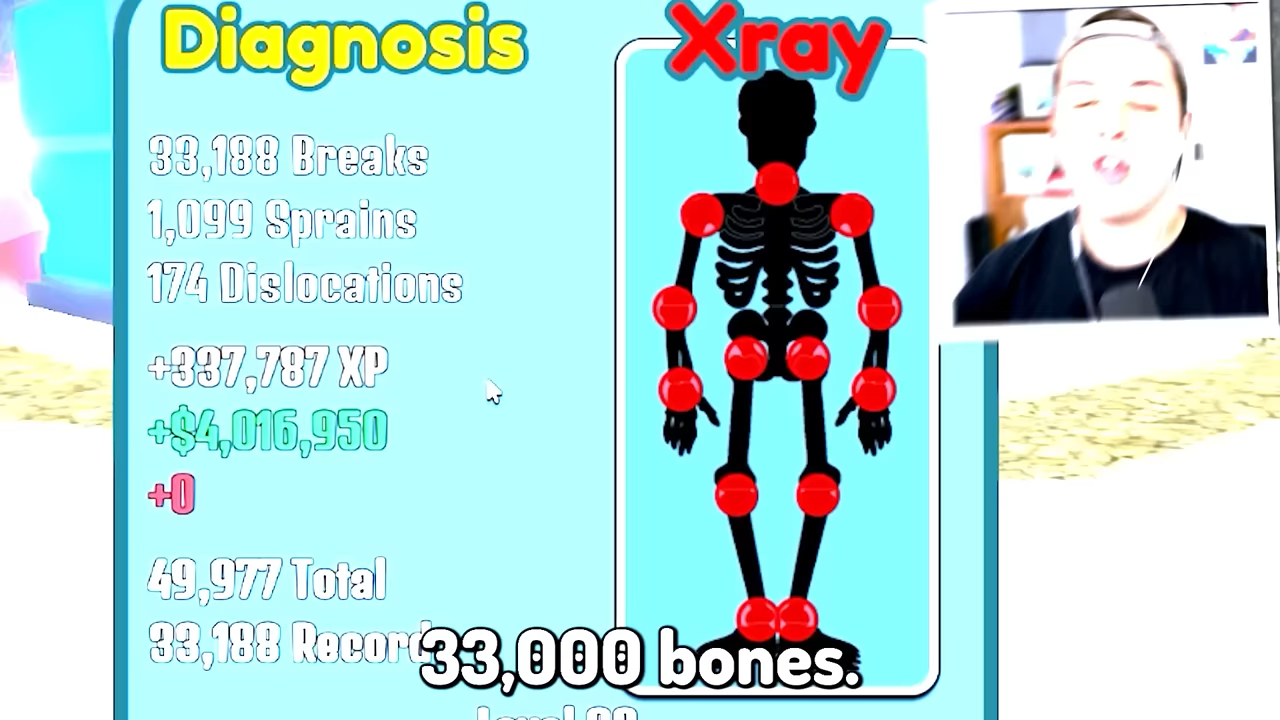 Diagnosis
Xray
33,188 Breaks
1,099 Sprains
174 Dislocations
+337,787 XP
+$4,016,950
+0
49,977 Total
33,188 Record
33,000 bones.